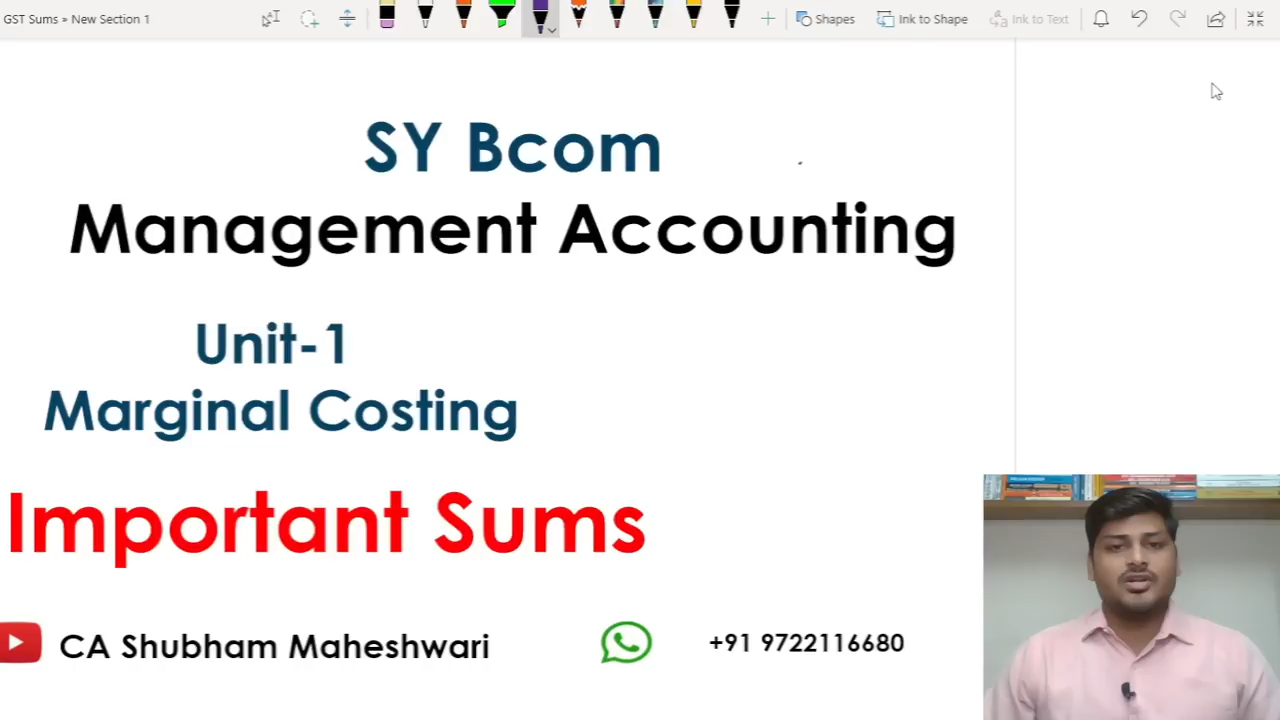 GST Sums » New Section 1
Shapes
Ink to Shape
Ink to Text
SY Bcom
Management Accounting
Unit-1
Marginal Costing
Important Sums
CA Shubham Maheshwari
+91 9722116680